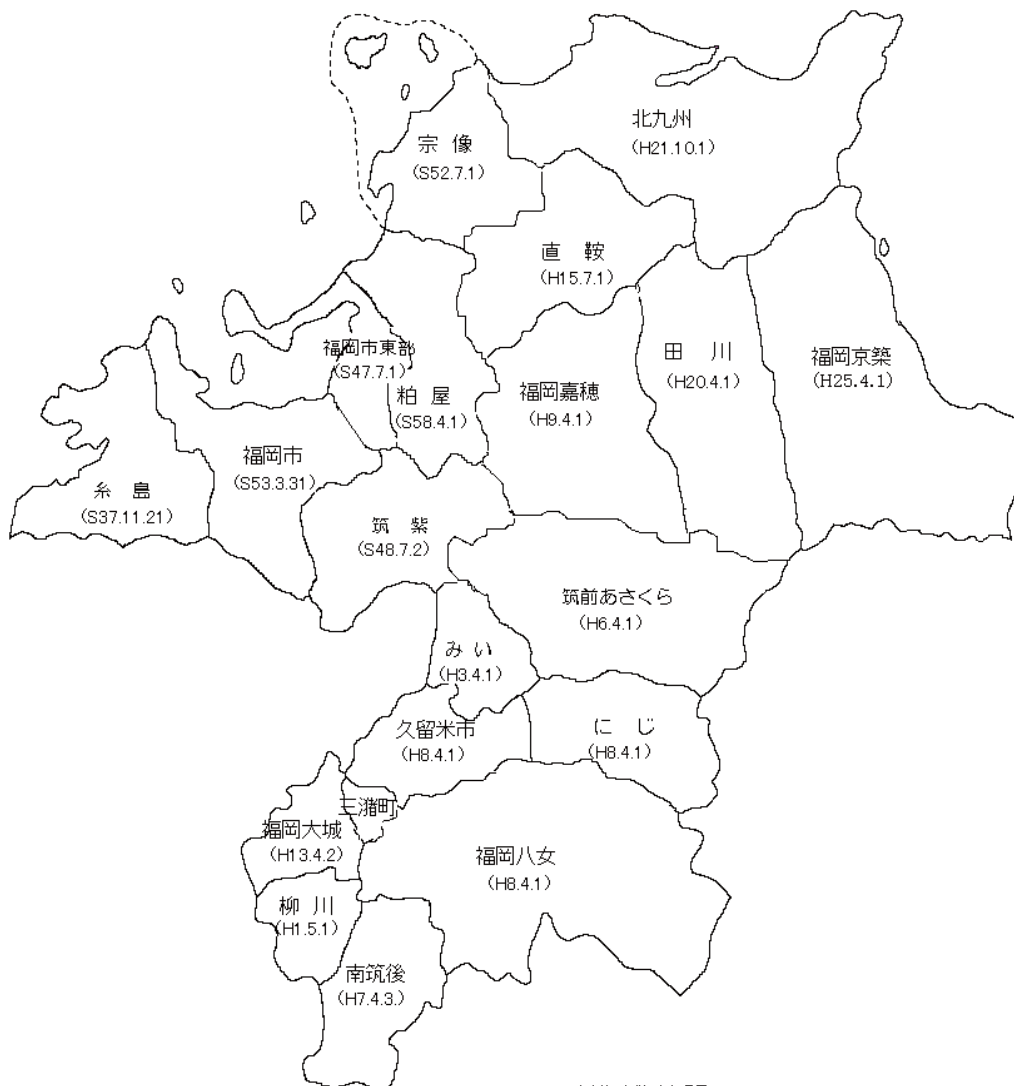 北九州
(H21.10.1)
宗 像
(S52.7.1)
直 鞍
(H15.7.1)
福岡市東部
(S47.7.1)
粕 屋
(S58.4.1)
福岡嘉穂
(H9.4.1)
田 川
(H20.4.1)
福岡京築
(H25.4.1)
福岡市
(S53.3.31)
糸 島
(S37.11.21)
筑 紫
(S48.7.2)
筑前あさくら
(H6.4.1)
み い
(H3.4.1)
久留米市
(H8.4.1)
に じ
(H8.4.1)
三潴町
福岡大城
(H13.4.2)
福岡八女
(H8.4.1)
柳 川
(H1.5.1)
南筑後
(H7.4.3.)